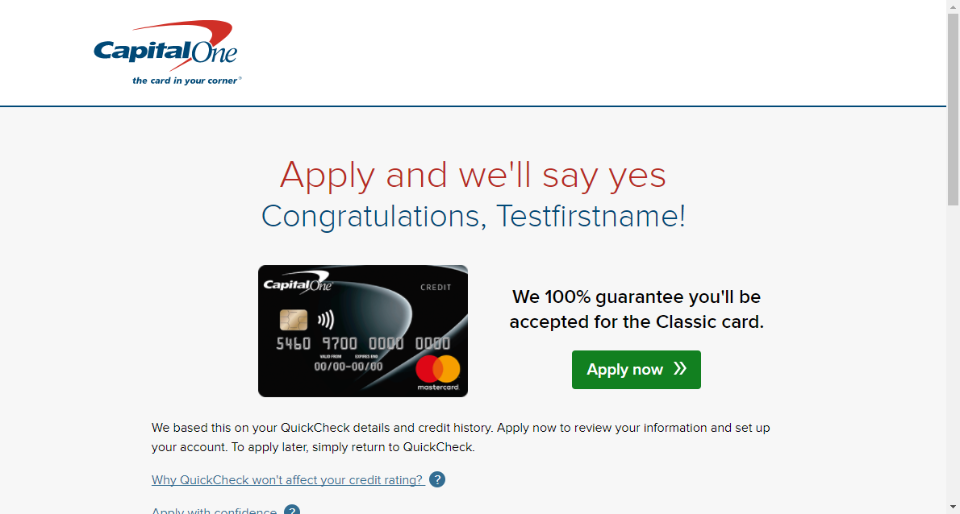 CapitalOne
the card in your corner®
Apply and we'll say yes
Congratulations, Testfirstname!
CapitalOne
CREDIT
5460 9700 0000 0000
VALID FROM EXPIRES END
00/00-00/00
mastercard
We 100% guarantee you'll be
accepted for the Classic card.
Apply now »
We based this on your QuickCheck details and credit history. Apply now to review your information and set up
your account. To apply later, simply return to QuickCheck.
Why QuickCheck won't affect your credit rating? ?
Apply with confidence ?